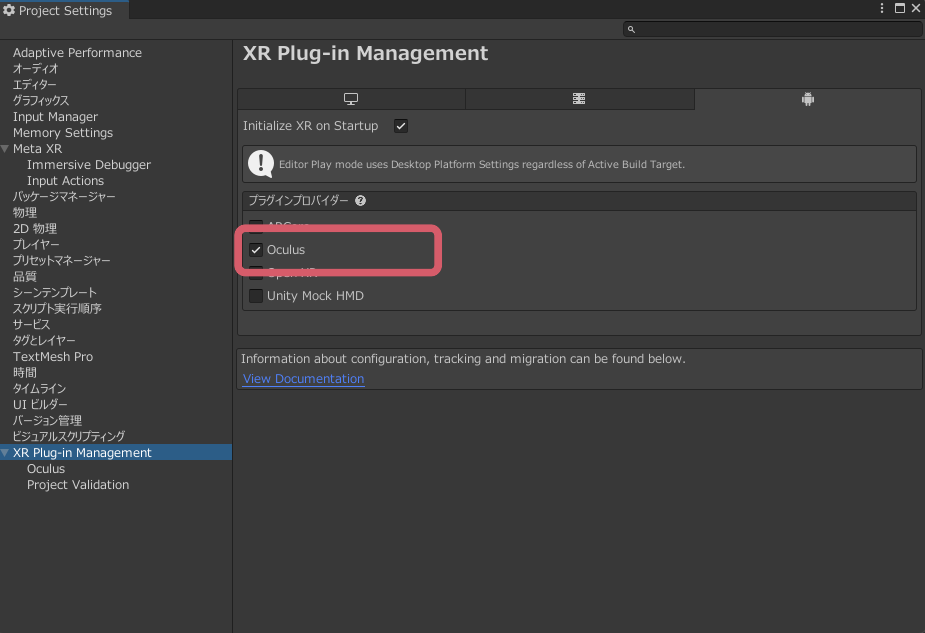 Project Settings
Adaptive Performance
オーディオ
エディター
グラフィックス
Input Manager
Memory Settings
Meta XR
Immersive Debugger
Input Actions
パッケージマネージャー
物理
2D 物理
プレイヤー
プリセットマネージャー
品質
シーンテンプレート
スクリプト実行順序
サービス
タグとレイヤー
TextMesh Pro
時間
タイムライン
UI ビルダー
バージョン管理
ビジュアルスクリプティング
XR Plug-in Management
Oculus
Project Validation
XR Plug-in Management
Initialize XR on Startup
Editor Play mode uses Desktop Platform Settings regardless of Active Build Target.
プラグインプロバイダー
Oculus
Unity Mock HMD
Information about configuration, tracking and migration can be found below.
View Documentation